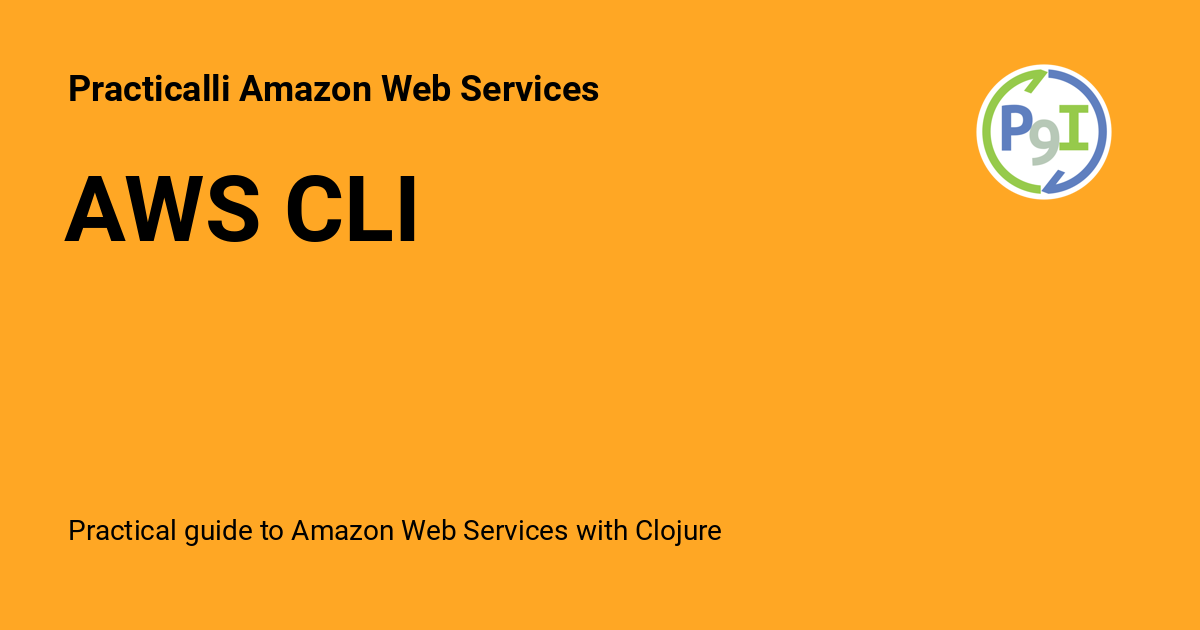 Practicalli Amazon Web Services
P9I
AWS CLI
Practical guide to Amazon Web Services with Clojure